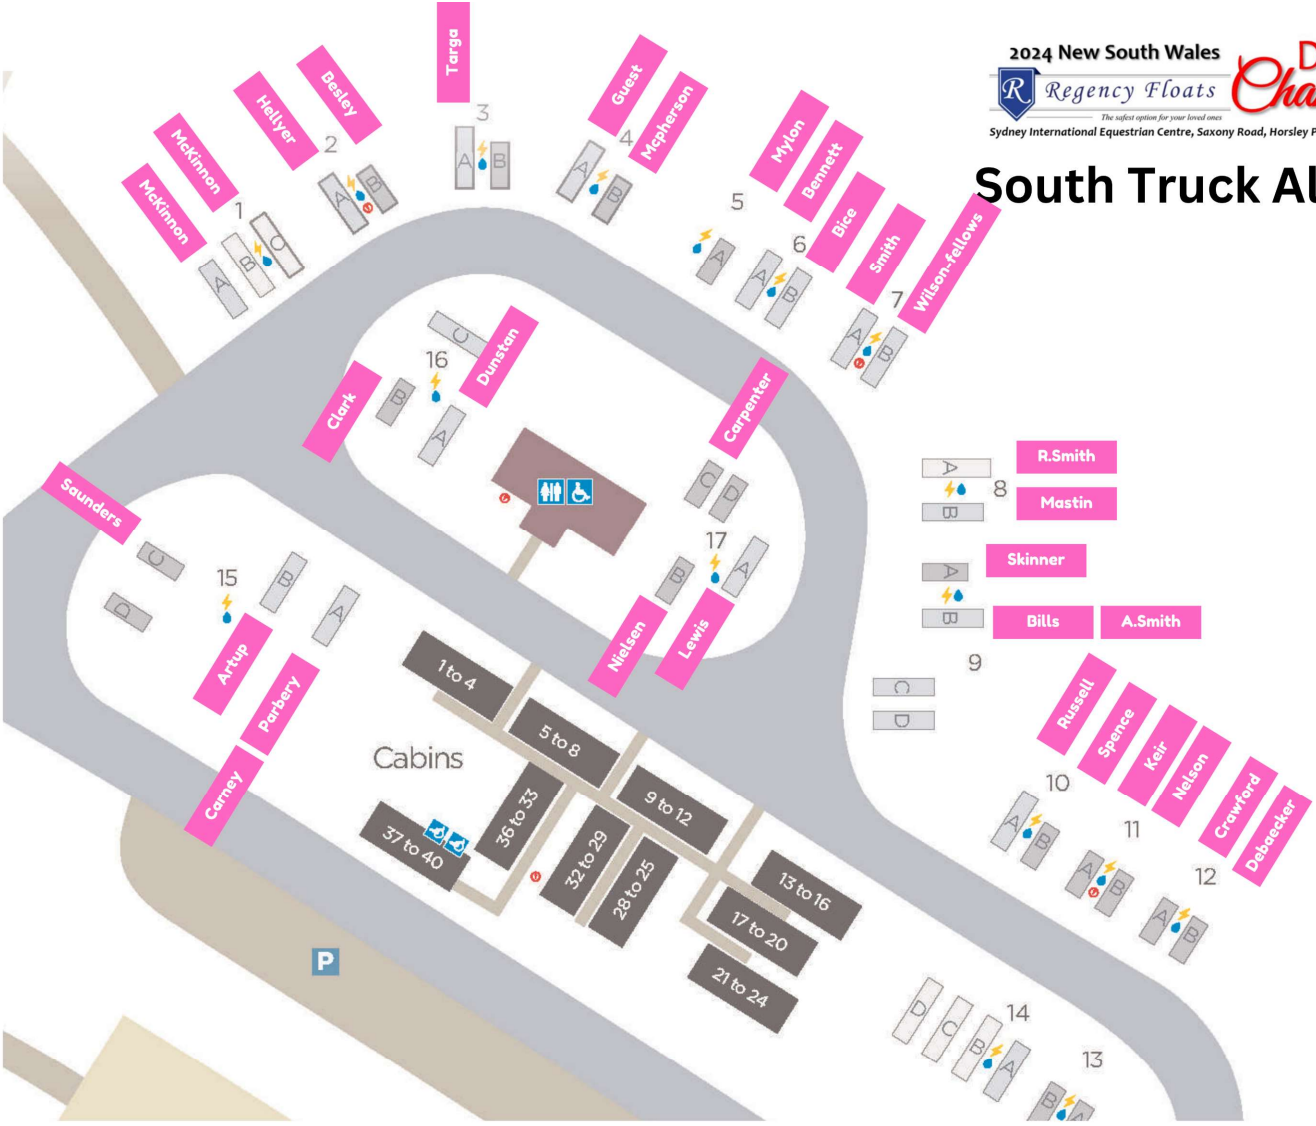 2024 New South Wales
R
Regency Floats
The safest option for your loved ones
Sydney International Equestrian Centre, Saxony Road, Horsley P
D
Cha
South Truck Al
Targa
Besley
Hellyer
McKinnon
McKinnon
Guest
Mcpherson
Mylon
Bennett
Bice
Smith
Wilson-fellows
1
A
B
C
2
A
B
3
A
B
4
A
B
5
A
6
A
B
7
A
B
16
C
B
A
Dunstan
Clark
Carpenter
C
D
17
B
A
Nielsen
Lewis
8
A
B
R.Smith
Mastin
A
B
Skinner
Bills
A.Smith
9
C
D
Saunders
C
D
15
B
A
Artup
Parbery
Carney
Russell
Spence
Keir
Nelson
Crawford
Debaecker
10
A
B
11
A
B
12
A
B
Cabins
1 to 4
5 to 8
9 to 12
36 to 33
37 to 40
32 to 29
28 to 25
13 to 16
17 to 20
21 to 24
P
14
D
C
B
A
13
B
A